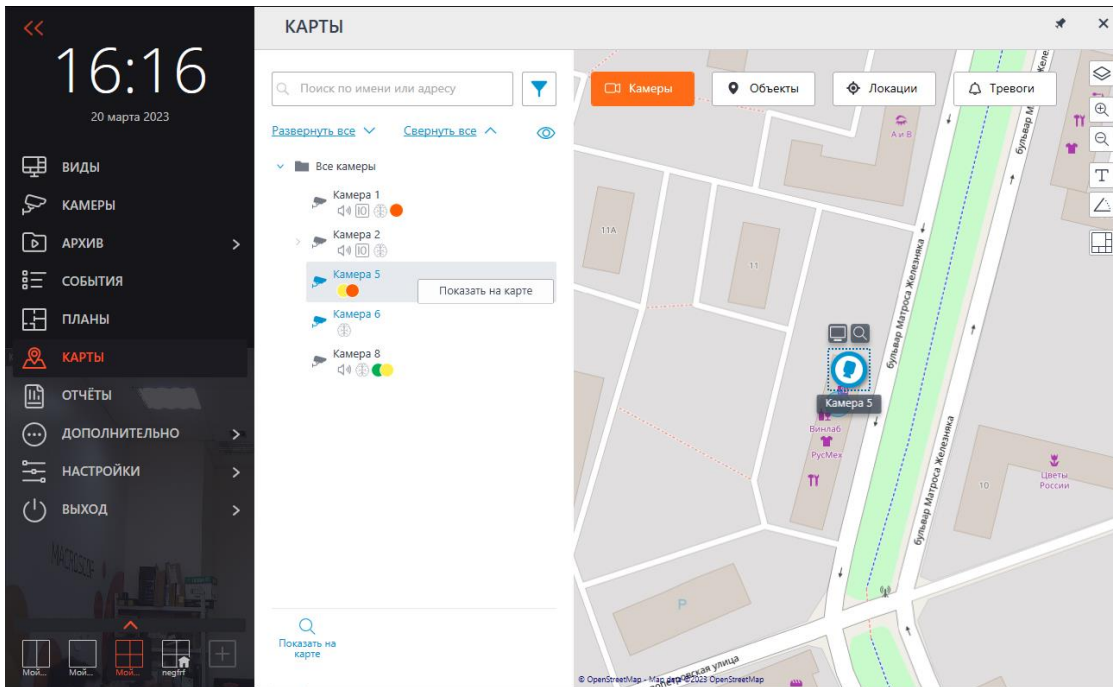 16:16
20 марта 2023
ВИДЫ
КАМЕРЫ
АРХИВ
СОБЫТИЯ
ПЛАНЫ
КАРТЫ
ОТЧЁТЫ
ДОПОЛНИТЕЛЬНО
НАСТРОЙКИ
ВЫХОД
MACROSCOP
Мой...
Мой...
Мой...
negfrf
КАРТЫ
Поиск по имени или адресу
Развернуть все
Свернуть все
Все камеры
Камера 1
Камера 2
Камера 5
Показать на карте
Камера 6
Камера 8
Показать на
карте
Камеры
Объекты
Локации
Тревоги
А и В
11А
11
бульвар Матроса Железняка
Камера 5
Винлаб
РусМех
бульвар Матроса Железняка
10
Цветы
России
P
улица
© OpenStreetMap - Map data ©2023 OpenStreetMap